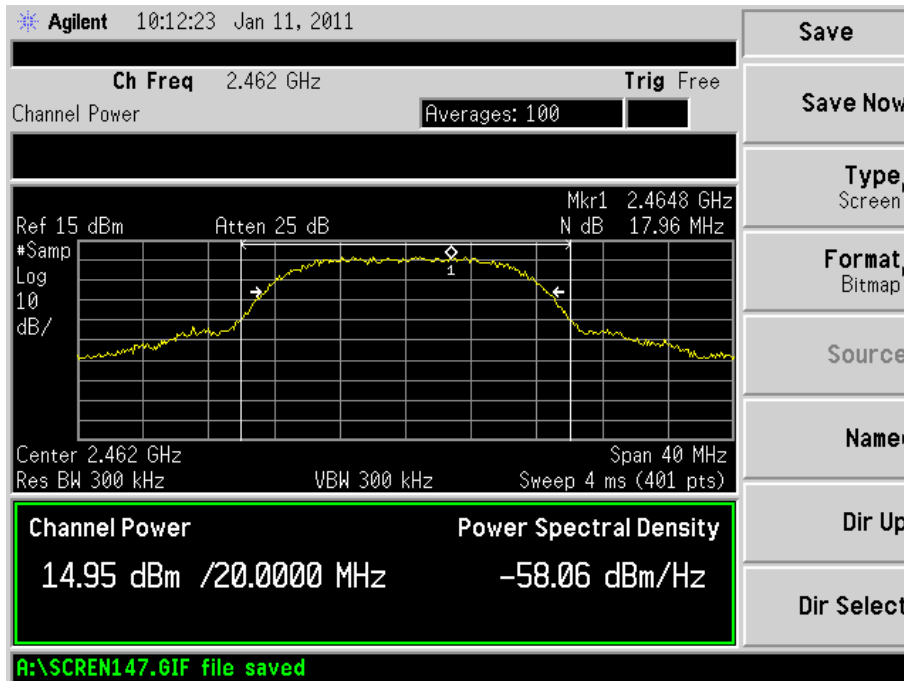 Agilent 10:12:23 Jan 11, 2011
Save
Ch Freq 2.462 GHz Trig Free
Channel Power Averages: 100
Save Now
Mkr1 2.4648 GHz
Ref 15 dBm Atten 25 dB N dB 17.96 MHz
#Samp
Log
10
dB/
1
Center 2.462 GHz Span 40 MHz
Res BW 300 kHz VBW 300 kHz Sweep 4 ms (401 pts)
Channel Power Power Spectral Density
14.95 dBm /20.0000 MHz -58.06 dBm/Hz
A:\SCREN147.GIF file saved
Type
Screen
Format
Bitmap
Source
Name
Dir Up
Dir Select